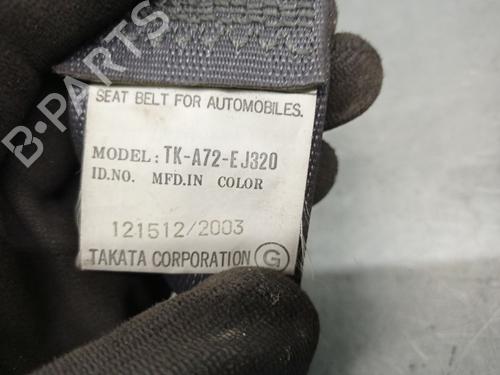 SEAT BELT FOR AUTOMOBILES.
MODEL: TK-A72-EJ320
ID.NO. MFD.IN COLOR
121512/2003
TAKATA CORPORATION G
B-PARTS